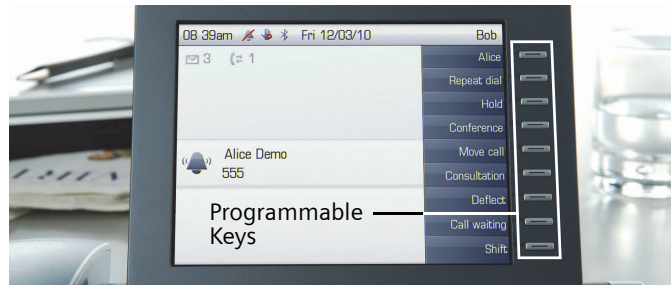 08 39am Fri 12/03/10 Bob
3 1
Alice
Repeat dial
Hold
Conference
Alice Demo
555
Move call
Consultation
Deflect
Call waiting
Shift
Programmable
Keys